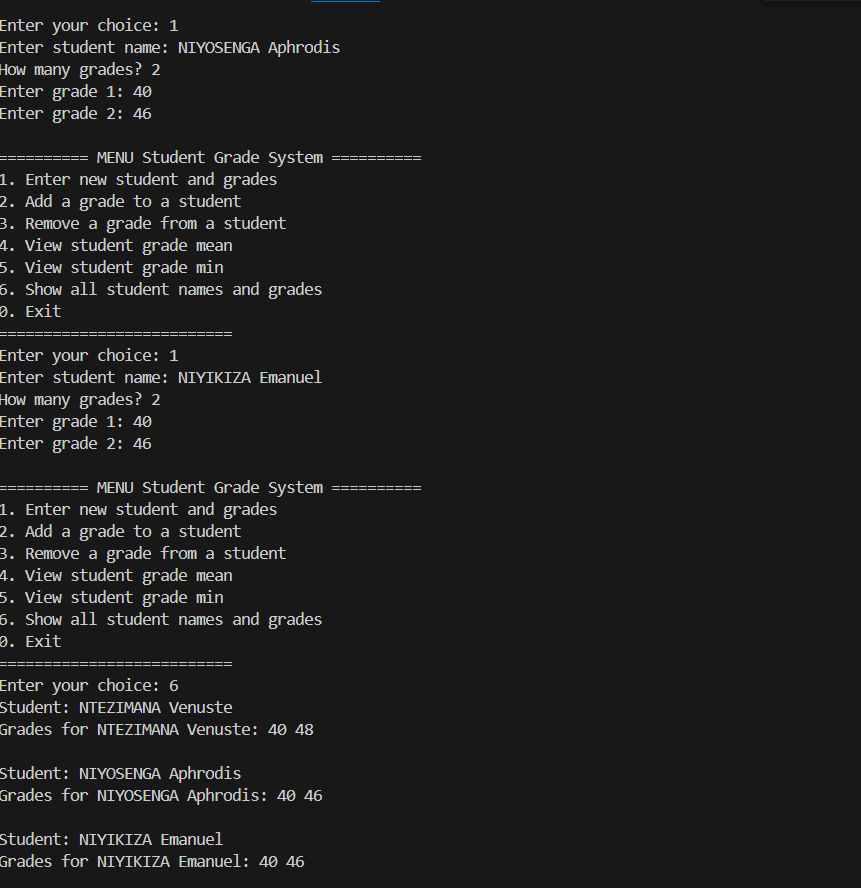 Enter your choice: 1
Enter student name: NIYOSENGA Aphrodis
How many grades? 2
Enter grade 1: 40
Enter grade 2: 46
========== MENU Student Grade System ==========
1. Enter new student and grades
2. Add a grade to a student
3. Remove a grade from a student
4. View student grade mean
5. View student grade min
6. Show all student names and grades
0. Exit
==========================
Enter your choice: 1
Enter student name: NIYIKIZA Emanuel
How many grades? 2
Enter grade 1: 40
Enter grade 2: 46
========== MENU Student Grade System ==========
1. Enter new student and grades
2. Add a grade to a student
3. Remove a grade from a student
4. View student grade mean
5. View student grade min
6. Show all student names and grades
0. Exit
==========================
Enter your choice: 6
Student: NTEZIMANA Venuste
Grades for NTEZIMANA Venuste: 40 48
Student: NIYOSENGA Aphrodis
Grades for NIYOSENGA Aphrodis: 40 46
Student: NIYIKIZA Emanuel
Grades for NIYIKIZA Emanuel: 40 46